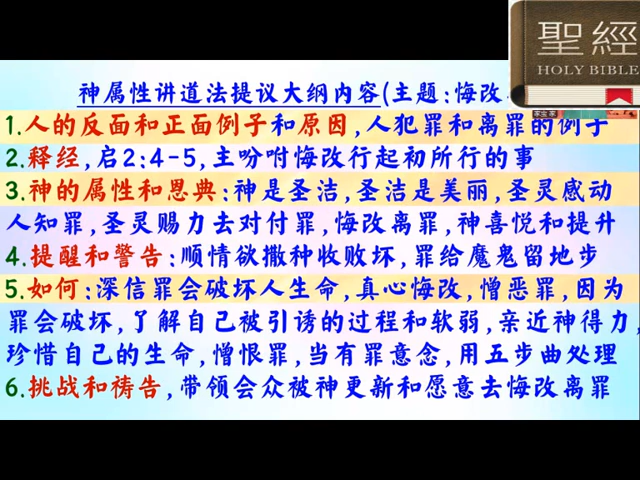 聖經
HOLY BIBLE
神属性讲道法提议大纲内容(主题:悔改
1.人的反面和正面例子和原因,人犯罪和离罪的例子
2.释经,启2:4-5,主吩咐悔改行起初所行的事
3.神的属性和恩典:神是圣洁,圣洁是美丽,圣灵感动
人知罪,圣灵赐力去对付罪,悔改离罪,神喜悦和提升
4.提醒和警告:顺情欲撒种收败坏,罪给魔鬼留地步
5.如何:深信罪会破坏人生命,真心悔改,憎恶罪,因为
罪会破坏,了解自己被引诱的过程和软弱,亲近神得力,
珍惜自己的生命,憎恨罪,当有罪意念,用五步曲处理
6.挑战和祷告,带领会众被神更新和愿意去悔改离罪